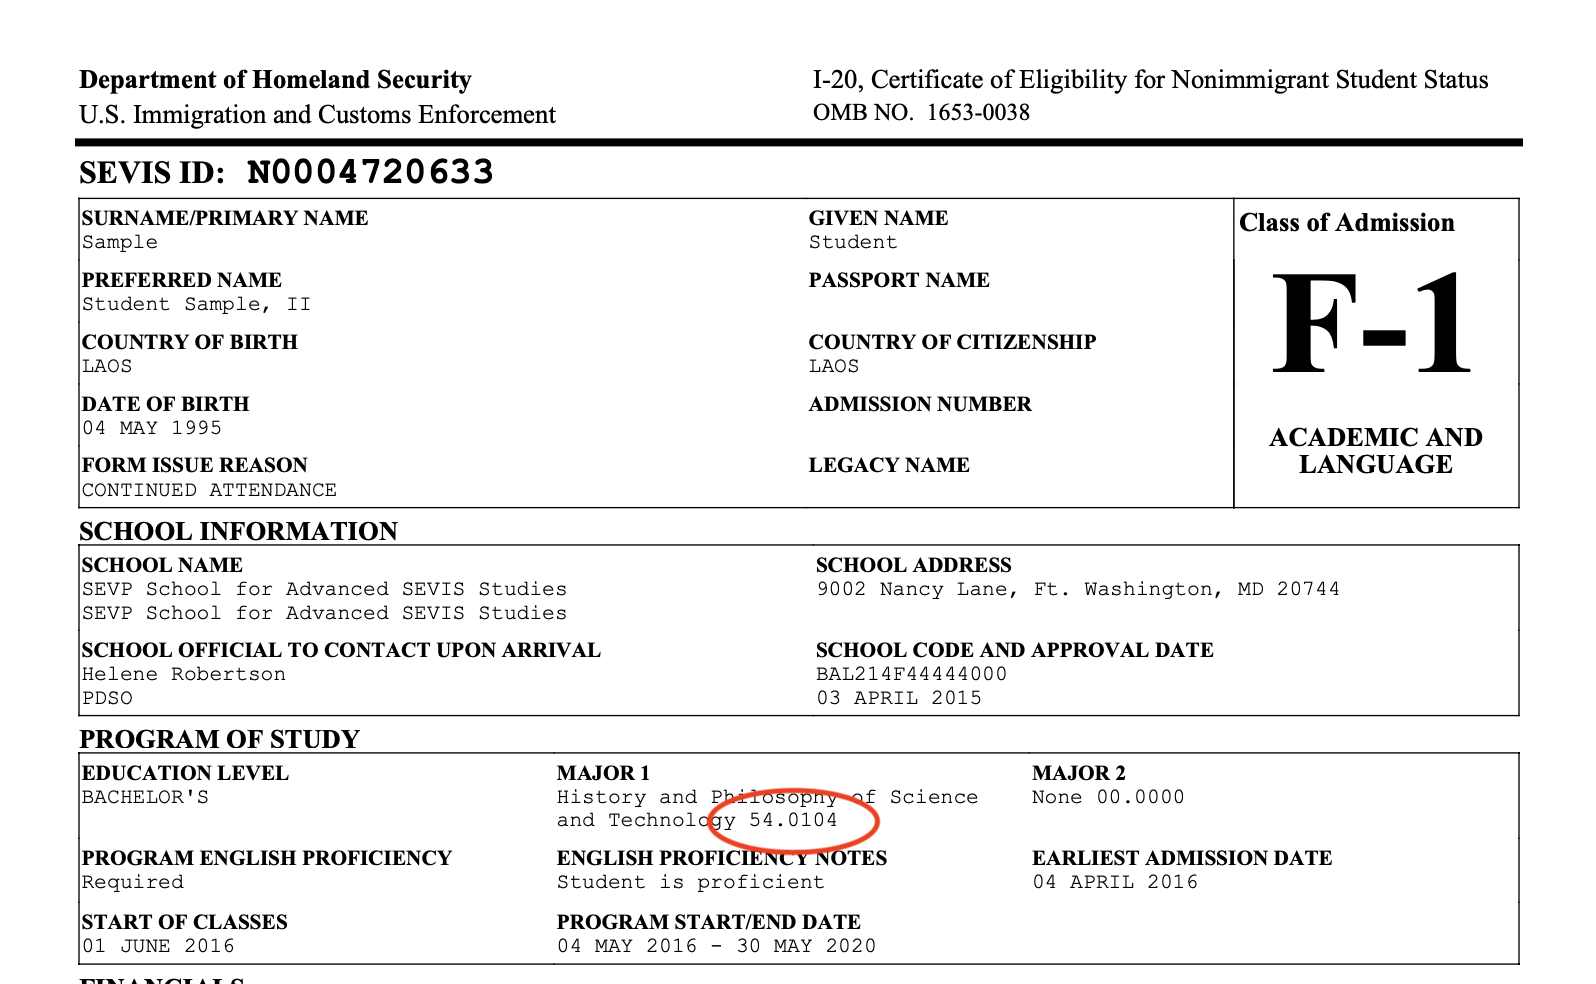 Department of Homeland Security
U.S. Immigration and Customs Enforcement
I-20, Certificate of Eligibility for Nonimmigrant Student Status
OMB NO. 1653-0038
SEVIS ID: N0004720633
SURNAME/PRIMARY NAME
Sample
GIVEN NAME
Student
PREFERRED NAME
Student Sample, II
PASSPORT NAME
COUNTRY OF BIRTH
LAOS
COUNTRY OF CITIZENSHIP
LAOS
DATE OF BIRTH
04 MAY 1995
ADMISSION NUMBER
FORM ISSUE REASON
CONTINUED ATTENDANCE
LEGACY NAME
Class of Admission
F-1
ACADEMIC AND
LANGUAGE
SCHOOL INFORMATION
SCHOOL NAME
SEVP School for Advanced SEVIS Studies
SEVP School for Advanced SEVIS Studies
SCHOOL ADDRESS
9002 Nancy Lane, Ft. Washington, MD 20744
SCHOOL OFFICIAL TO CONTACT UPON ARRIVAL
Helene Robertson
PDSO
SCHOOL CODE AND APPROVAL DATE
BAL214F44444000
03 APRIL 2015
PROGRAM OF STUDY
EDUCATION LEVEL
BACHELOR'S
MAJOR 1
History and Philosophy of Science
and Technology 54.0104
MAJOR 2
None 00.0000
PROGRAM ENGLISH PROFICIENCY
Required
ENGLISH PROFICIENCY NOTES
Student is proficient
EARLIEST ADMISSION DATE
04 APRIL 2016
START OF CLASSES
01 JUNE 2016
PROGRAM START/END DATE
04 MAY 2016 - 30 MAY 2020
FINANCIALS